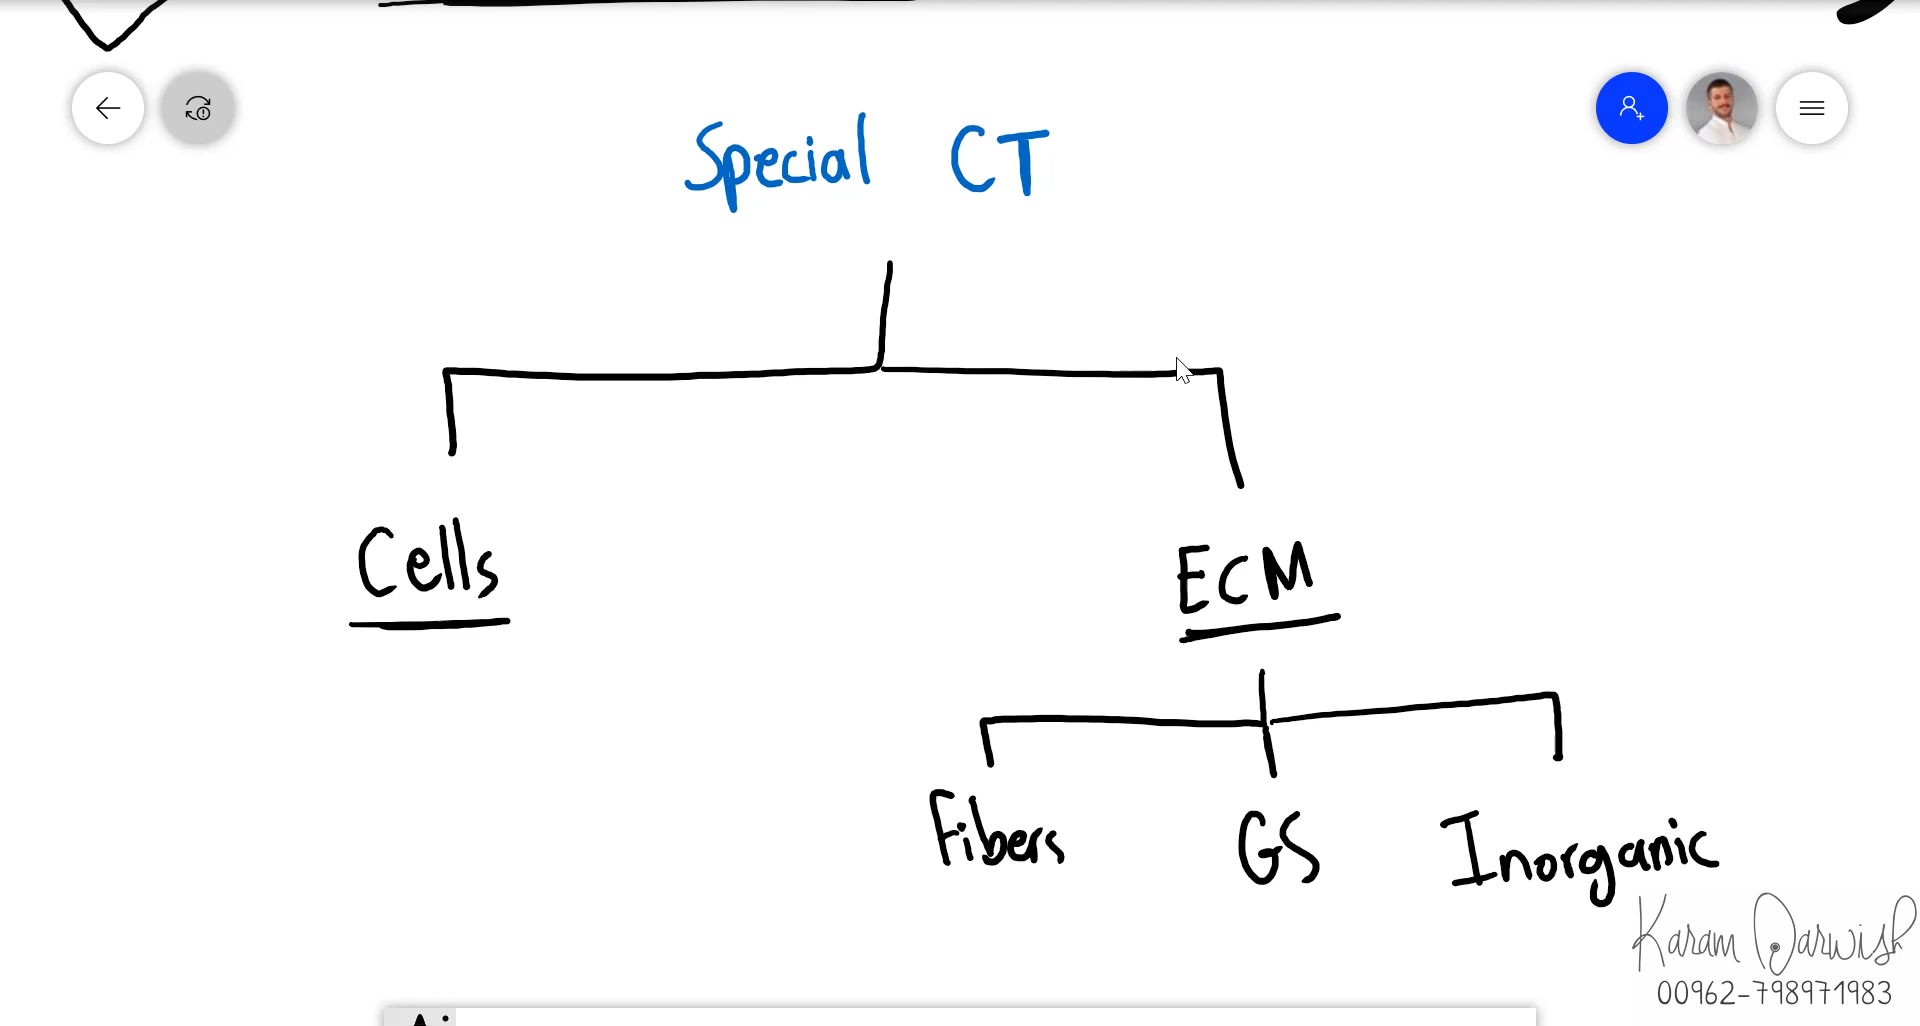 Special CT
Cells
ECM
Fibers GS Inorganic
Karam Darwish
00962-798971983